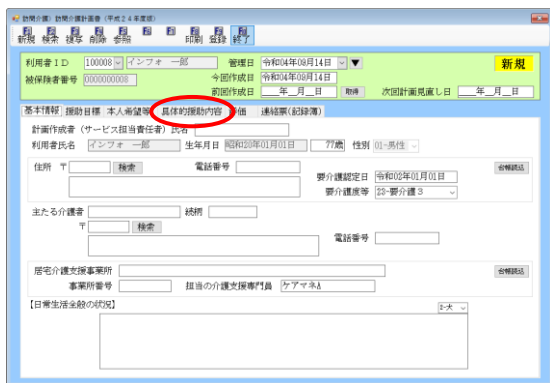 訪問介護)訪問介護計画書(平成24年度版)
新規 検索 複写 削除 参照 印刷 登録 終了
利用者ID 100008 インフォ 一郎 管理日 令和04年09月14日 ▼ 新規
被保険者番号 0000000008 今回作成日 令和04年09月14日
前回作成日 __年_月_日 取得 次回計画見直し日 __年_月_日
基本情報 援助目標 本人希望等 具体的援助内容 評価 連絡票(記録簿)
計画作成者(サービス担当責任者)氏名
利用者氏名 インフォ 一郎 生年月日 昭和20年01月01日 77歳 性別 01-男性
住所 〒 検索 電話番号 台帳読込
要介護認定日 令和02年01月01日
要介護度等 23-要介護3
主たる介護者 続柄
〒 検索
電話番号
居宅介護支援事業所 台帳読込
事業所番号 担当の介護支援専門員 ケアマネA
【日常生活全般の状況】 2-大